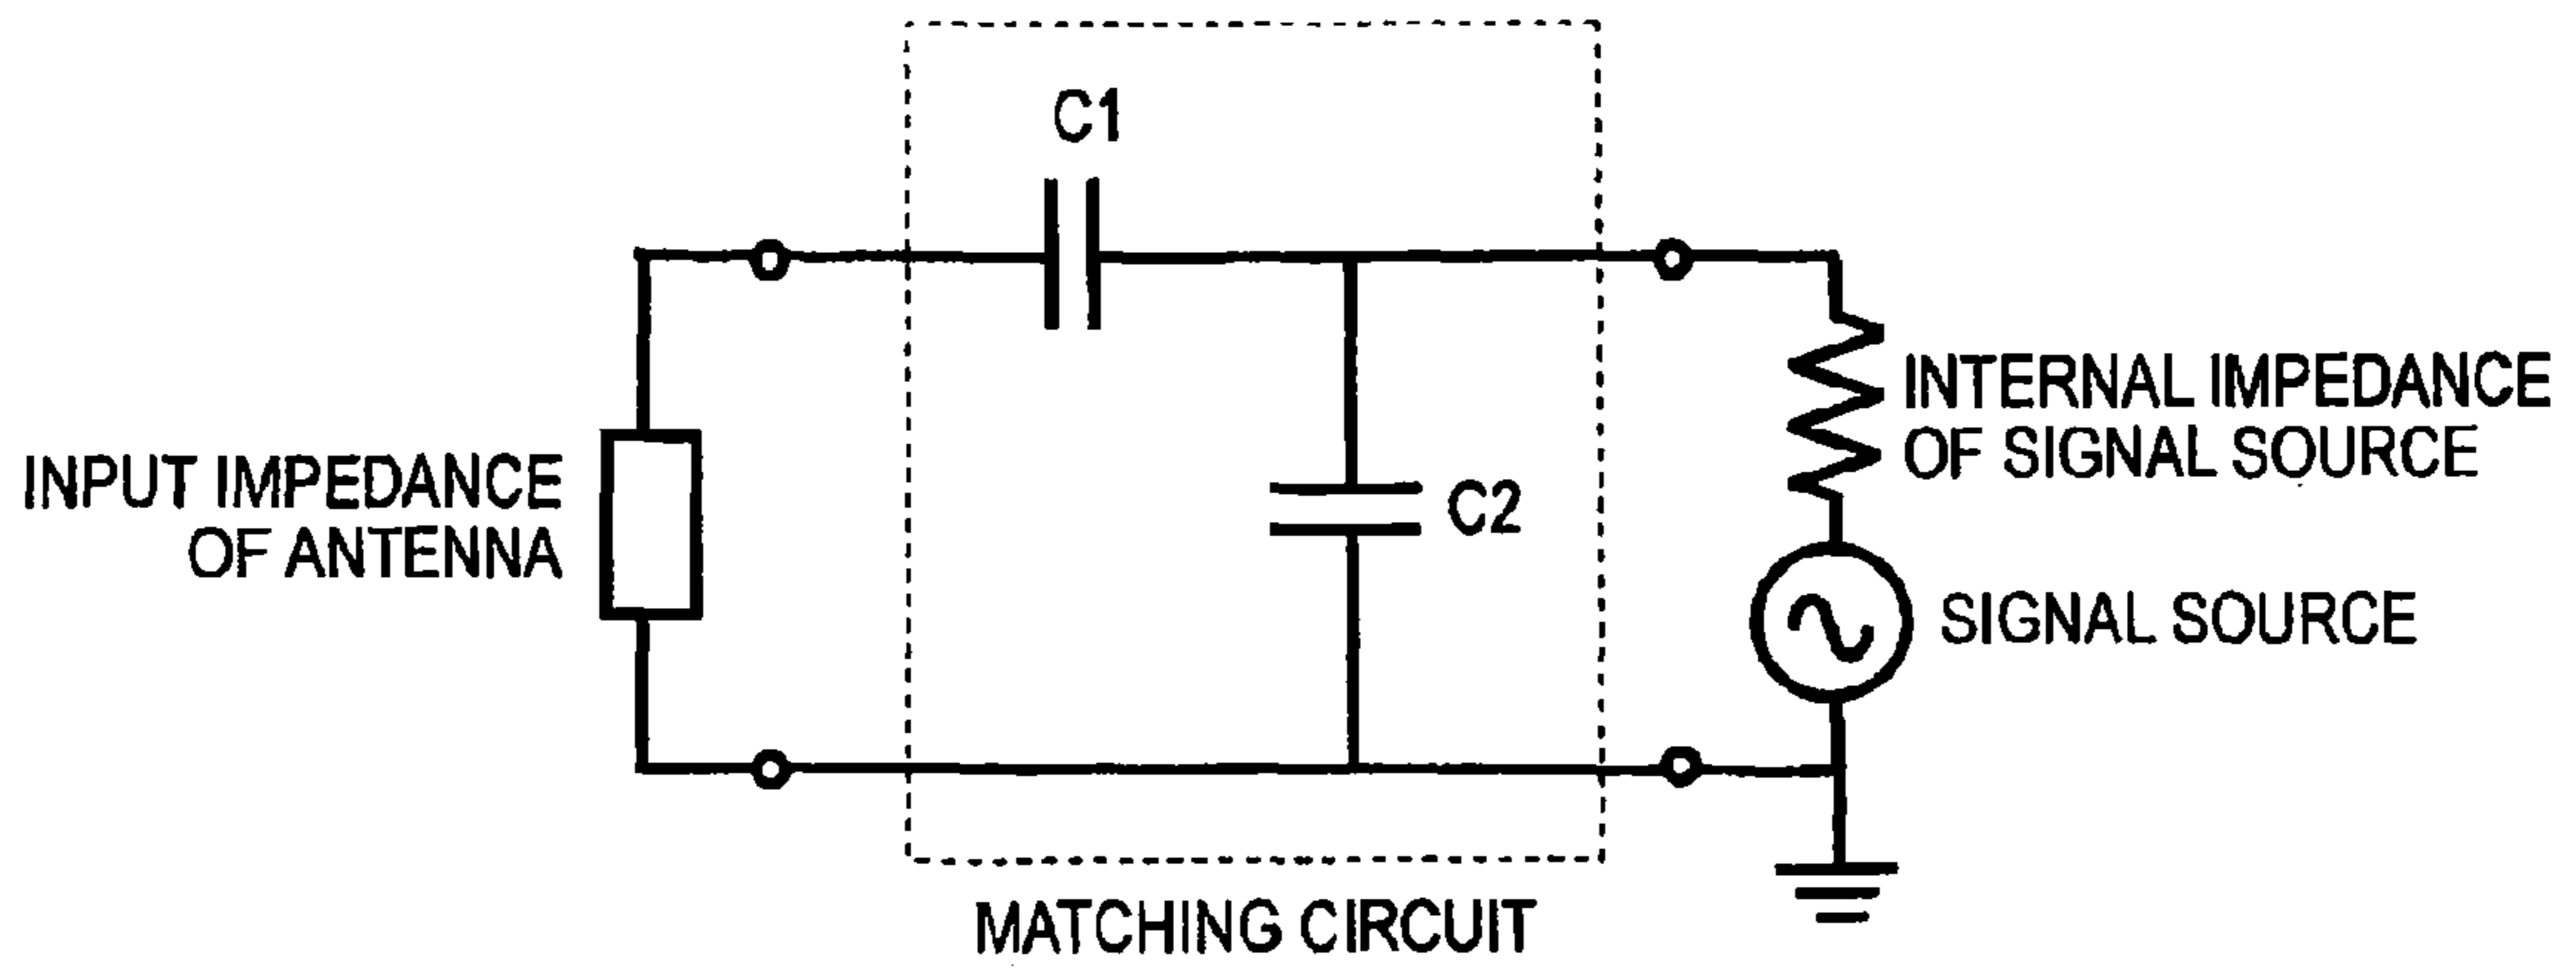 C1
INTERNAL IMPEDANCE
OF SIGNAL SOURCE
INPUT IMPEDANCE
OF ANTENNA
C2
SIGNAL SOURCE
MATCHING CIRCUIT